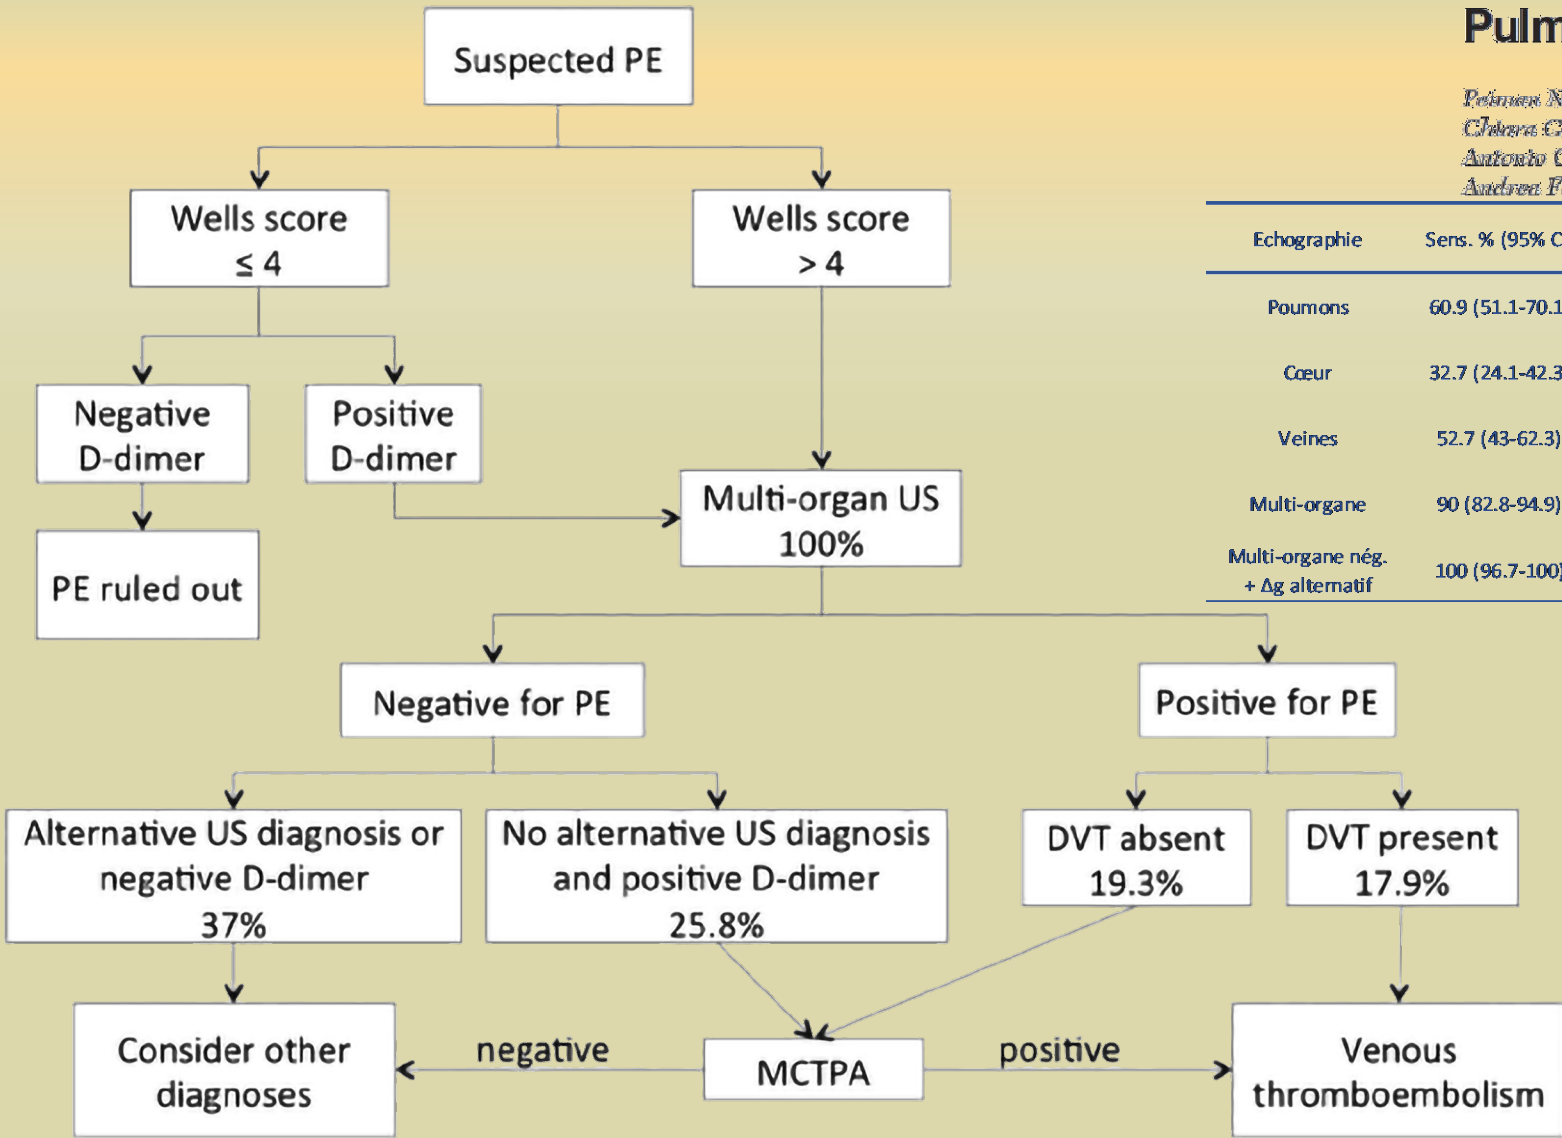 Suspected PE
Wells score
≤ 4
Wells score
> 4
Negative
D-dimer
Positive
D-dimer
PE ruled out
Multi-organ US
100%
Negative for PE
Positive for PE
Alternative US diagnosis or
negative D-dimer
37%
No alternative US diagnosis
and positive D-dimer
25.8%
DVT absent
19.3%
DVT present
17.9%
Consider other
diagnoses
negative
MCTPA
positive
Venous
thromboembolism
Pulm
Antonio
Andrea
Echographie Sens. % (95% C
Poumons 60.9 (51.1-70.1
Cœur 32.7 (24.1-42.3
Veines 52.7 (43-62.3)
Multi-organe 90 (82.8-94.9)
Multi-organe nég.
+ Δg alternatif 100 (96.7-100)